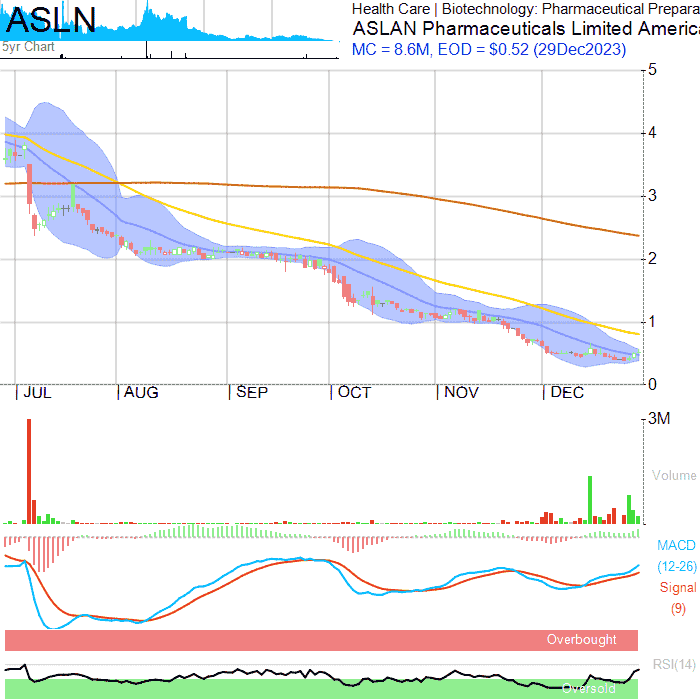 ASLN
5yr Chart
Health Care | Biotechnology: Pharmaceutical Prepara
ASLAN Pharmaceuticals Limited America
MC = 8.6M, EOD = $0.52 (29Dec2023)
5
4
3
2
1
0
JUL AUG SEP OCT NOV DEC
3M
Volume
MACD
(12-26)
Signal
(9)
Overbought
RSI(14)
Oversold